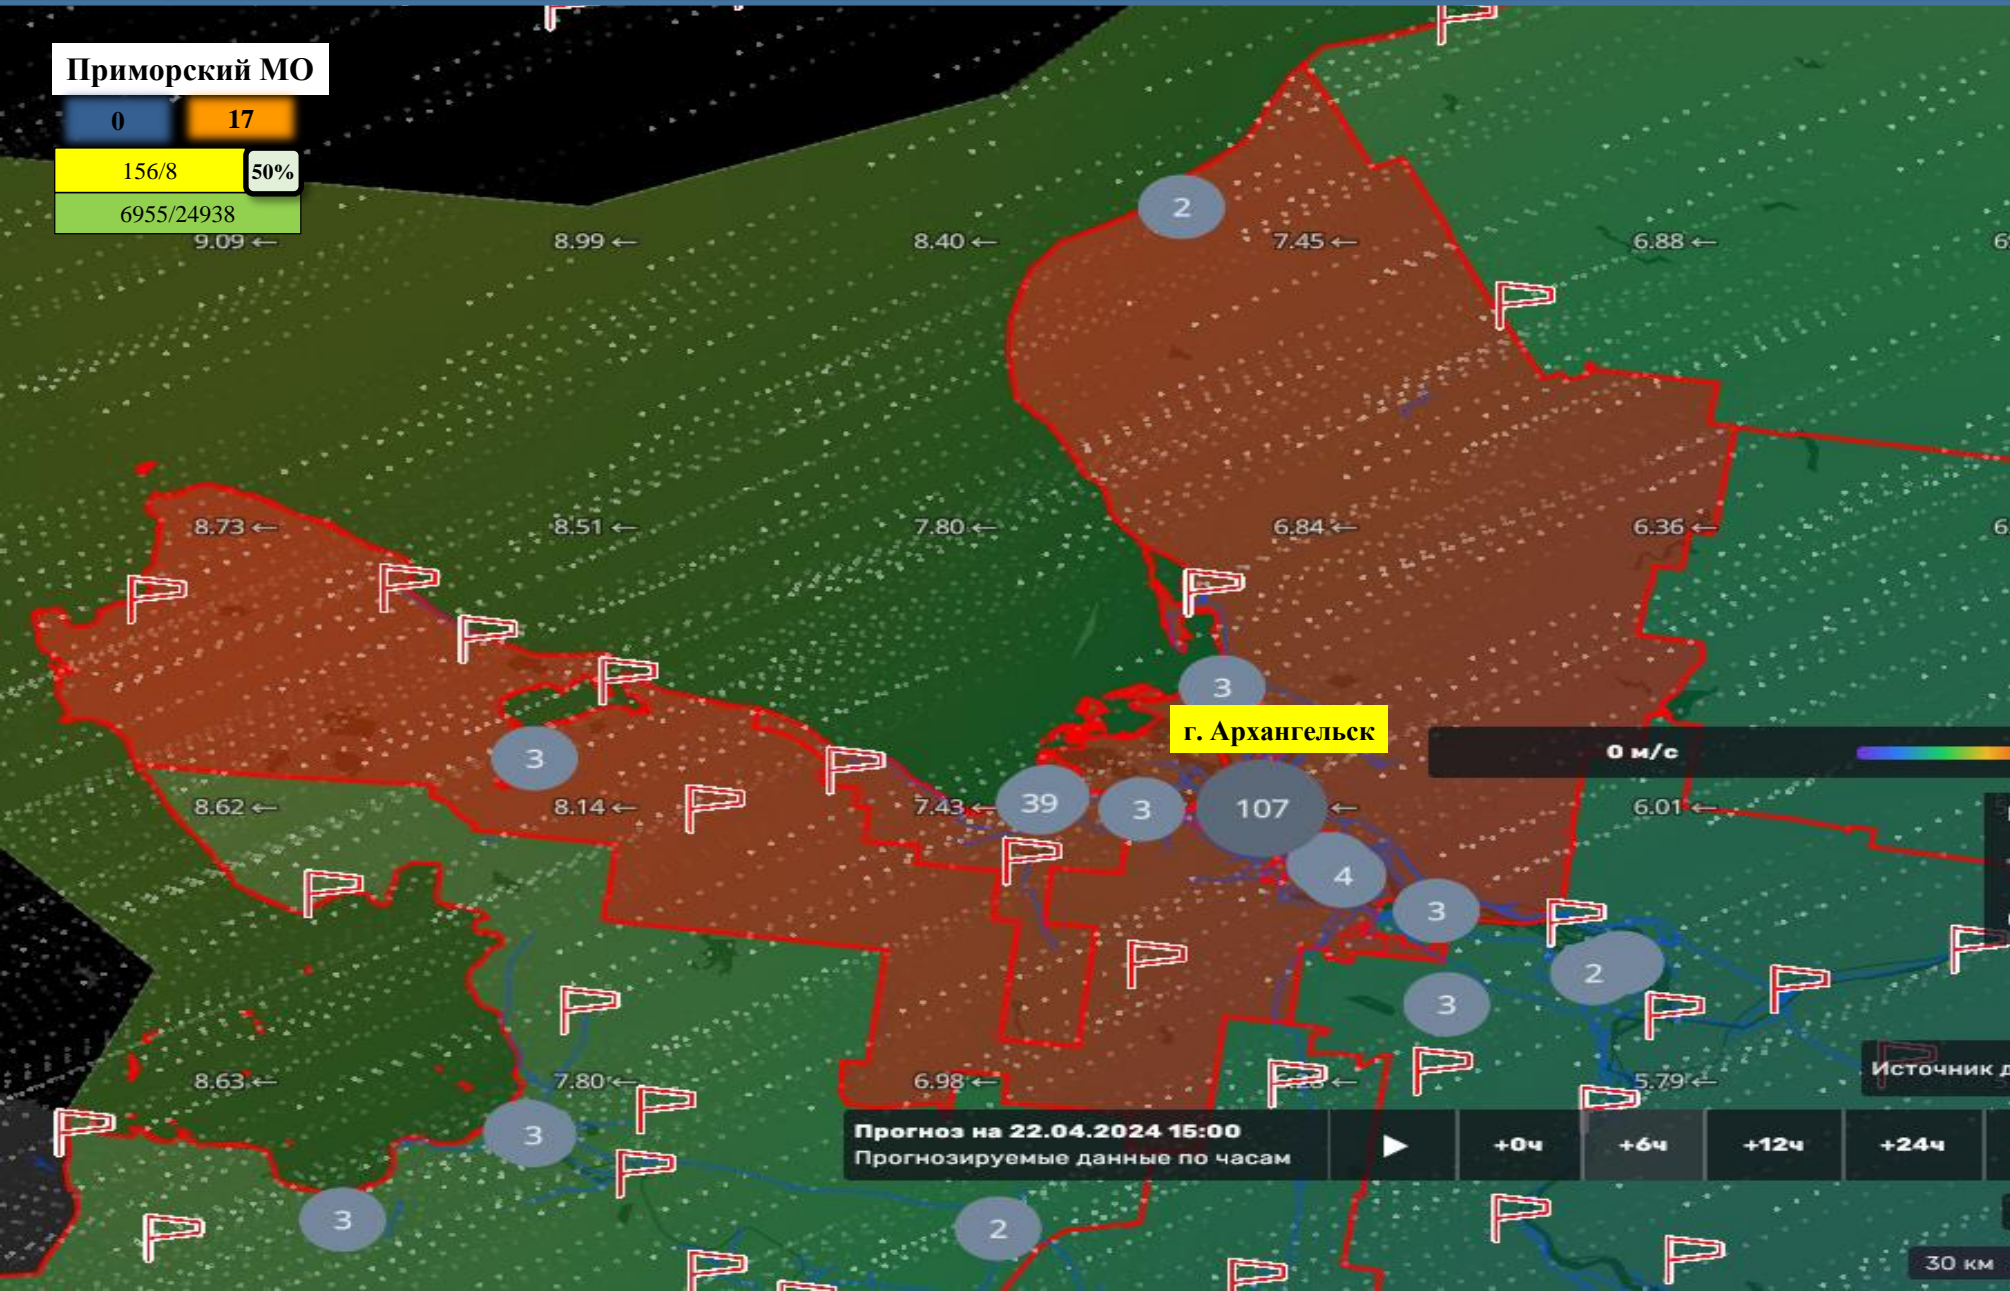 Приморский МО
0 17
156/8 50%
6955/24938
9.09 ← 8.99 ← 8.40 ← 7.45 ← 6.88 ←
2
8.73 ← 8.51 ← 7.80 ← 6.84 ← 6.36 ←
3
г. Архангельск
3
0 м/с
8.62 ← 8.14 ← 7.43 ← 39 3 107 ← 6.01 ←
4
3
2
3
8.63 ← 7.80 ← 6.98 ← ← 5.79 ←
Источник д
3
Прогноз на 22.04.2024 15:00
Прогнозируемые данные по часам
▶ +0ч +6ч +12ч +24ч
3
2
30 км